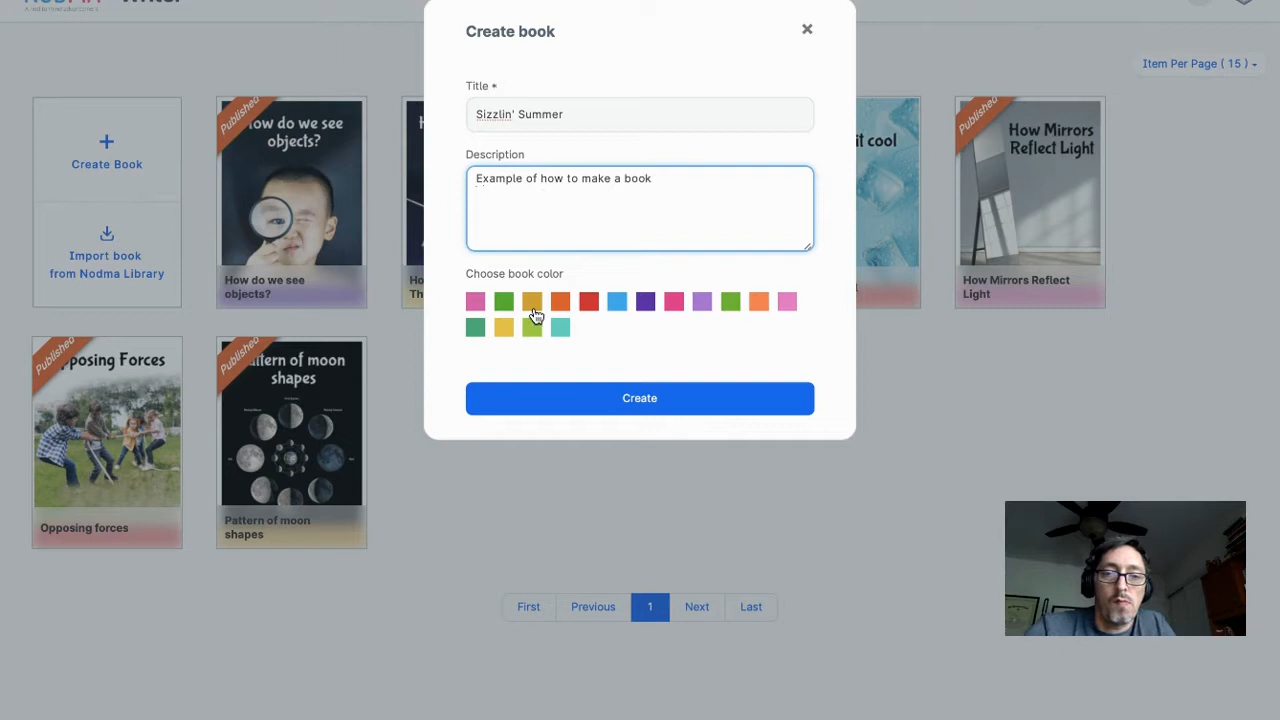 Create book
×
Item Per Page ( 15 )
Title *
Sizzlin' Summer
Description
Example of how to make a book
Choose book color
Create
+
Create Book
Import book
from Nodma Library
Published
How do we see
objects?
How do we see
objects?
it cool
Published
How Mirrors
Reflect Light
How Mirrors Reflect
Light
Published
Opposing Forces
Opposing forces
Published
Pattern of moon
shapes
Pattern of moon
shapes
First
Previous
1
Next
Last